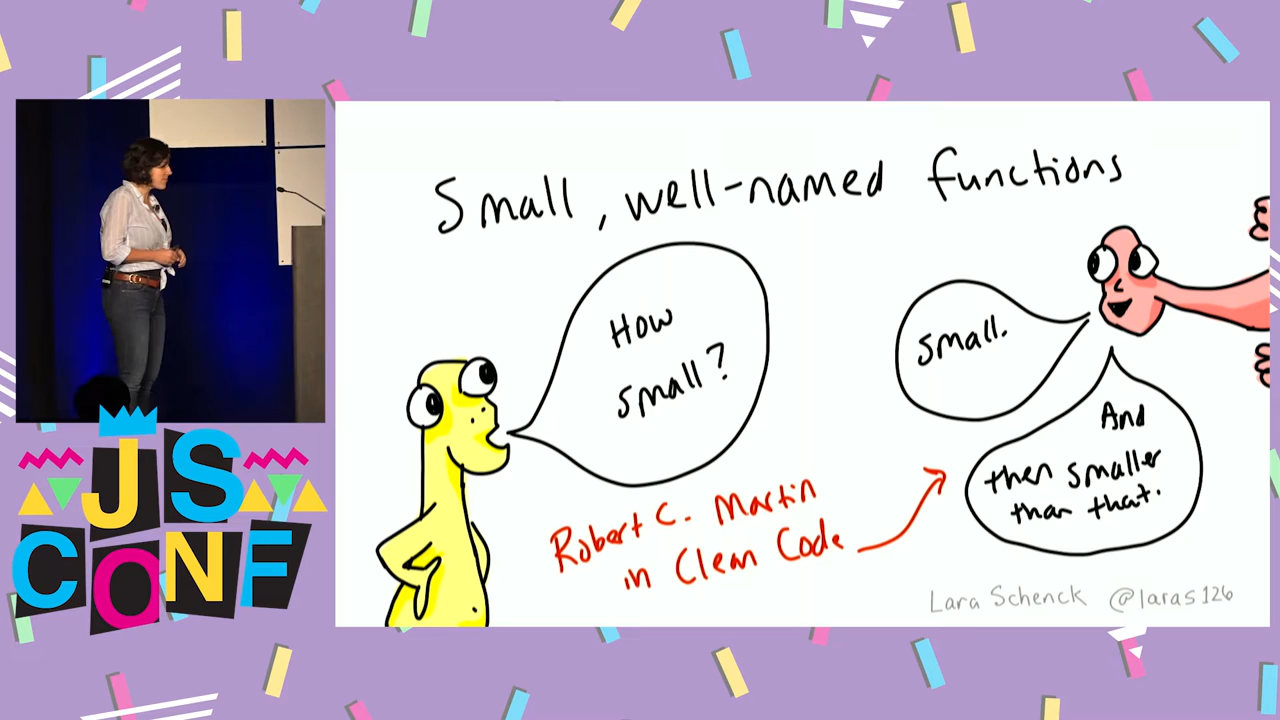 Small, well-named functions
How
small?
small.
And
then smaller
than that.
Robert C. Martin
in Clean Code
Lara Schenck @laras126
JS
CONF